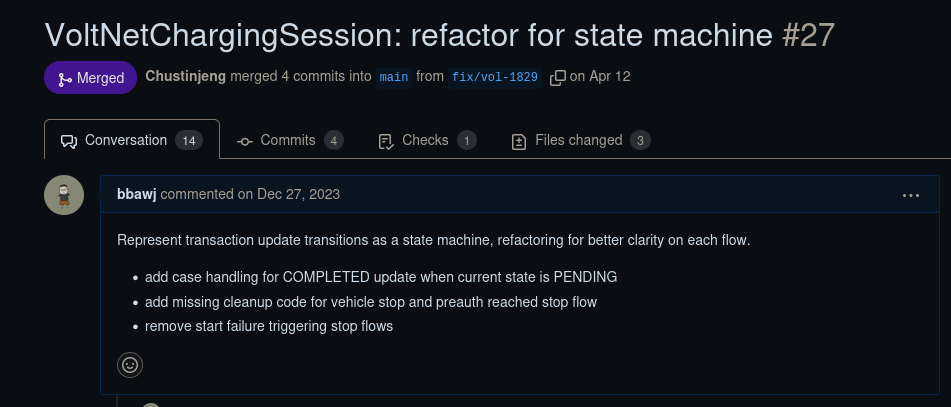 VoltNetChargingSession: refactor for state machine #27
Merged Chustinjeng merged 4 commits into main from fix/vol-1829 on Apr 12
Conversation 14 Commits 4 Checks 1 Files changed 3
bbawj commented on Dec 27, 2023
Represent transaction update transitions as a state machine, refactoring for better clarity on each flow.
• add case handling for COMPLETED update when current state is PENDING
• add missing cleanup code for vehicle stop and preauth reached stop flow
• remove start failure triggering stop flows